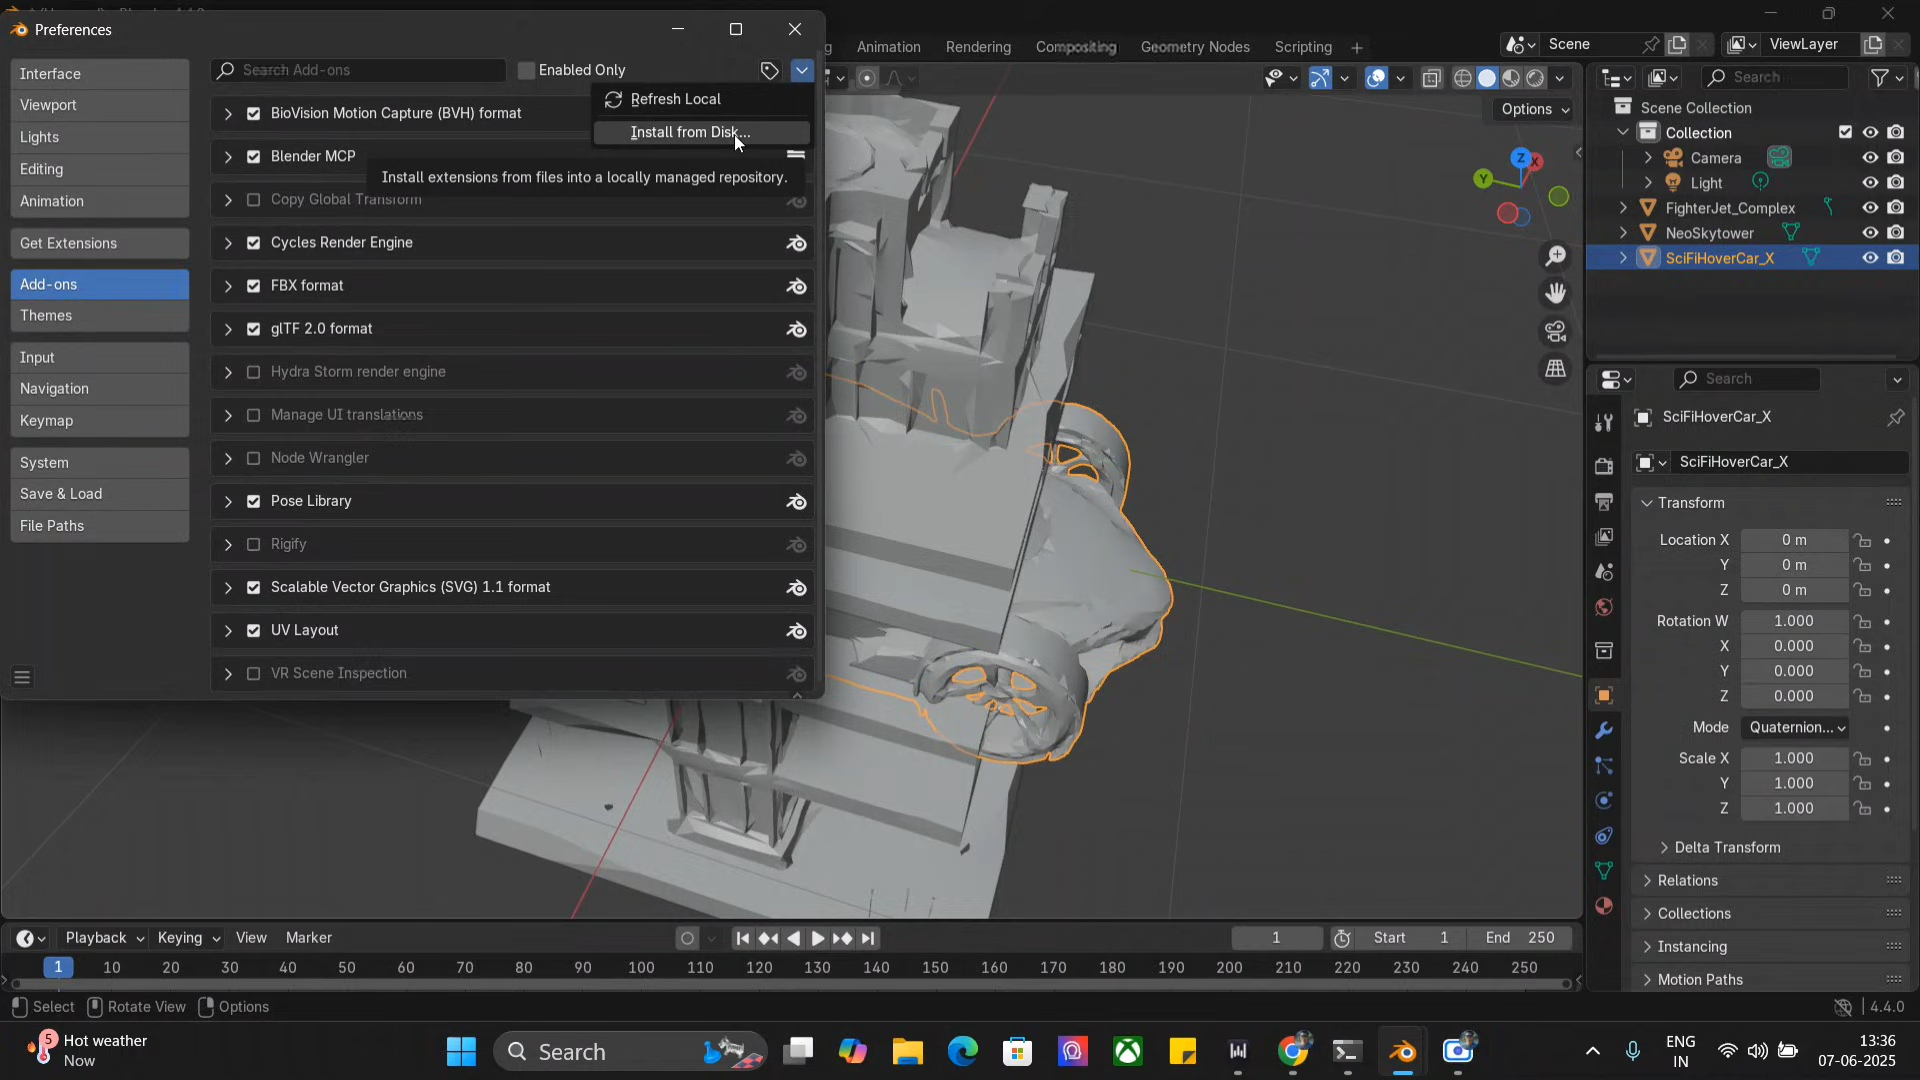 Preferences
Animation
Rendering
Compositing
Geometry Nodes
Scripting
Scene
ViewLayer
Interface
Viewport
Lights
Editing
Animation
Get Extensions
Add-ons
Themes
Input
Navigation
Keymap
System
Save & Load
File Paths
Search Add-ons
Enabled Only
Refresh Local
Install from Disk...
Install extensions from files into a locally managed repository.
BioVision Motion Capture (BVH) format
Blender MCP
Copy Global Transform
Cycles Render Engine
FBX format
glTF 2.0 format
Hydra Storm render engine
Manage UI translations
Node Wrangler
Pose Library
Rigify
Scalable Vector Graphics (SVG) 1.1 format
UV Layout
VR Scene Inspection
Options
Z
X
Y
Search
Scene Collection
Collection
Camera
Light
FighterJet_Complex
NeoSkytower
SciFiHoverCar_X
Search
SciFiHoverCar_X
SciFiHoverCar_X
Transform
Location X 0 m
Y 0 m
Z 0 m
Rotation W 1.000
X 0.000
Y 0.000
Z 0.000
Mode Quaternion...
Scale X 1.000
Y 1.000
Z 1.000
Delta Transform
Relations
Collections
Instancing
Motion Paths
Playback Keying View Marker
1 Start 1 End 250
1 10 20 30 40 50 60 70 80 90 100 110 120 130 140 150 160 170 180 190 200 210 220 230 240 250
Select Rotate View Options
4.4.0
5
Hot weather
Now
Search
ENG
IN
13:36
07-06-2025